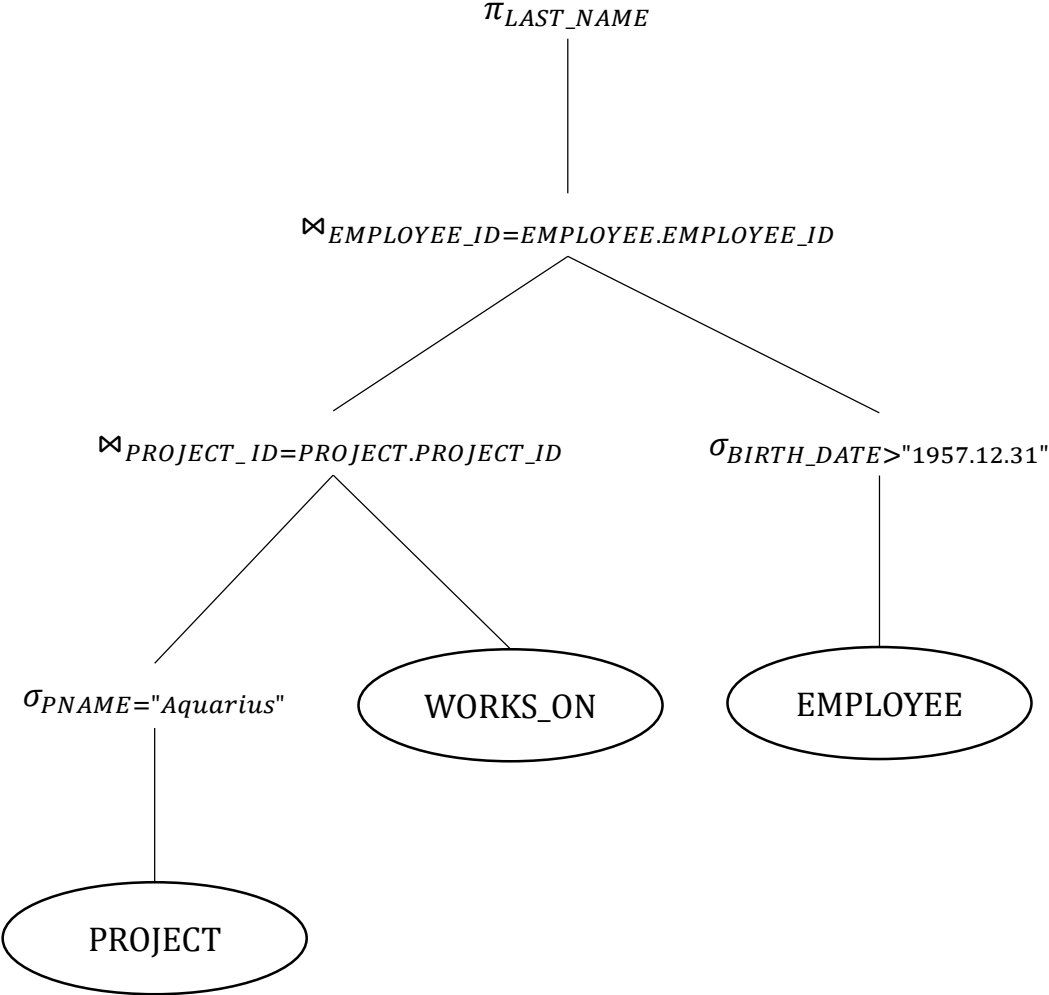 π_LAST_NAME
⋈_EMPLOYEE_ID=EMPLOYEE.EMPLOYEE_ID
⋈_PROJECT_ID=PROJECT.PROJECT_ID
σ_BIRTH_DATE>"1957.12.31"
σ_PNAME="Aquarius"
WORKS_ON
EMPLOYEE
PROJECT